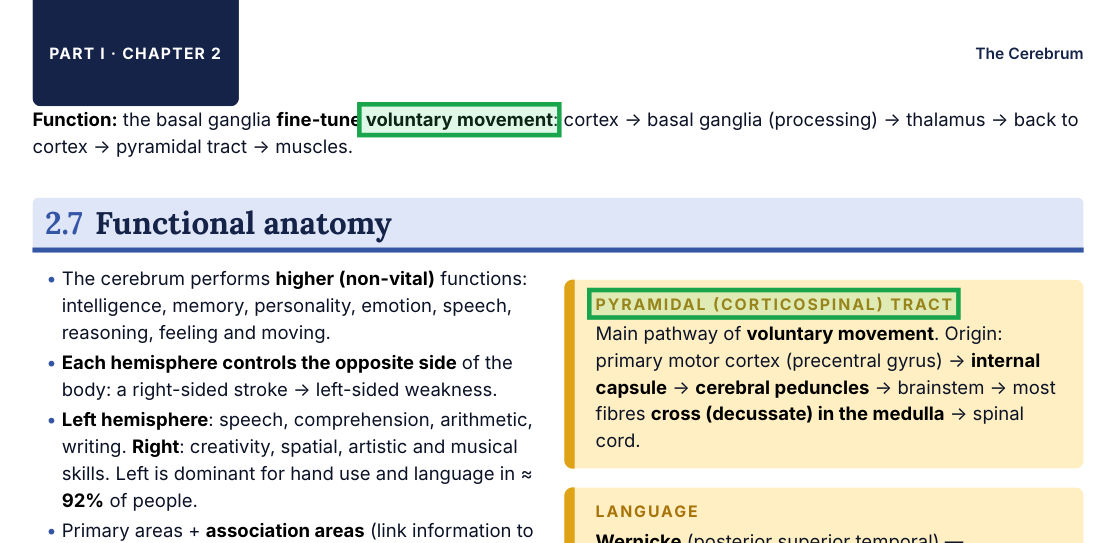 PART I · CHAPTER 2
The Cerebrum
Function: the basal ganglia fine-tune voluntary movement: cortex → basal ganglia (processing) → thalamus → back to
cortex → pyramidal tract → muscles.
2.7 Functional anatomy
• The cerebrum performs higher (non-vital) functions:
intelligence, memory, personality, emotion, speech,
reasoning, feeling and moving.
• Each hemisphere controls the opposite side of the
body: a right-sided stroke → left-sided weakness.
• Left hemisphere: speech, comprehension, arithmetic,
writing. Right: creativity, spatial, artistic and musical
skills. Left is dominant for hand use and language in ≈
92% of people.
• Primary areas + association areas (link information to
PYRAMIDAL (CORTICOSPINAL) TRACT
Main pathway of voluntary movement. Origin:
primary motor cortex (precentral gyrus) → internal
capsule → cerebral peduncles → brainstem → most
fibres cross (decussate) in the medulla → spinal
cord.
LANGUAGE
Wernicke (posterior superior temporal) —